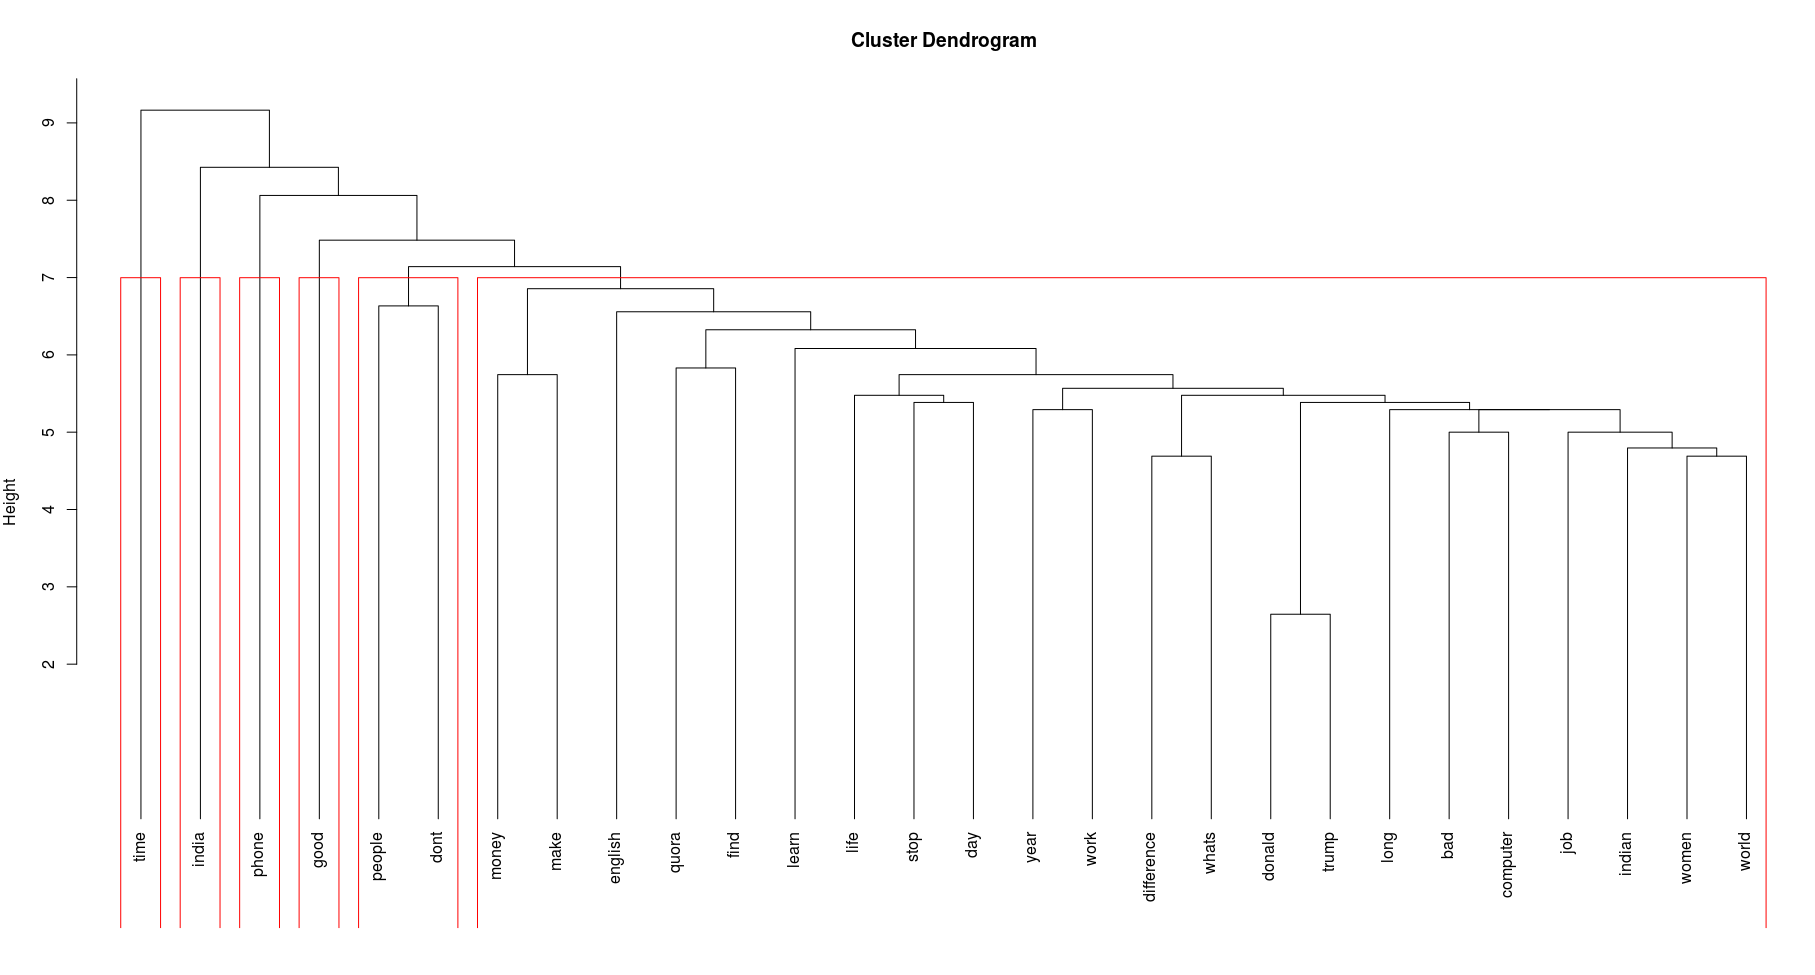 Cluster Dendrogram
Height
9
8
7
6
5
4
3
2
time
india
phone
good
people
dont
money
make
english
quora
find
learn
life
stop
day
year
work
difference
whats
donald
trump
long
bad
computer
job
indian
women
world